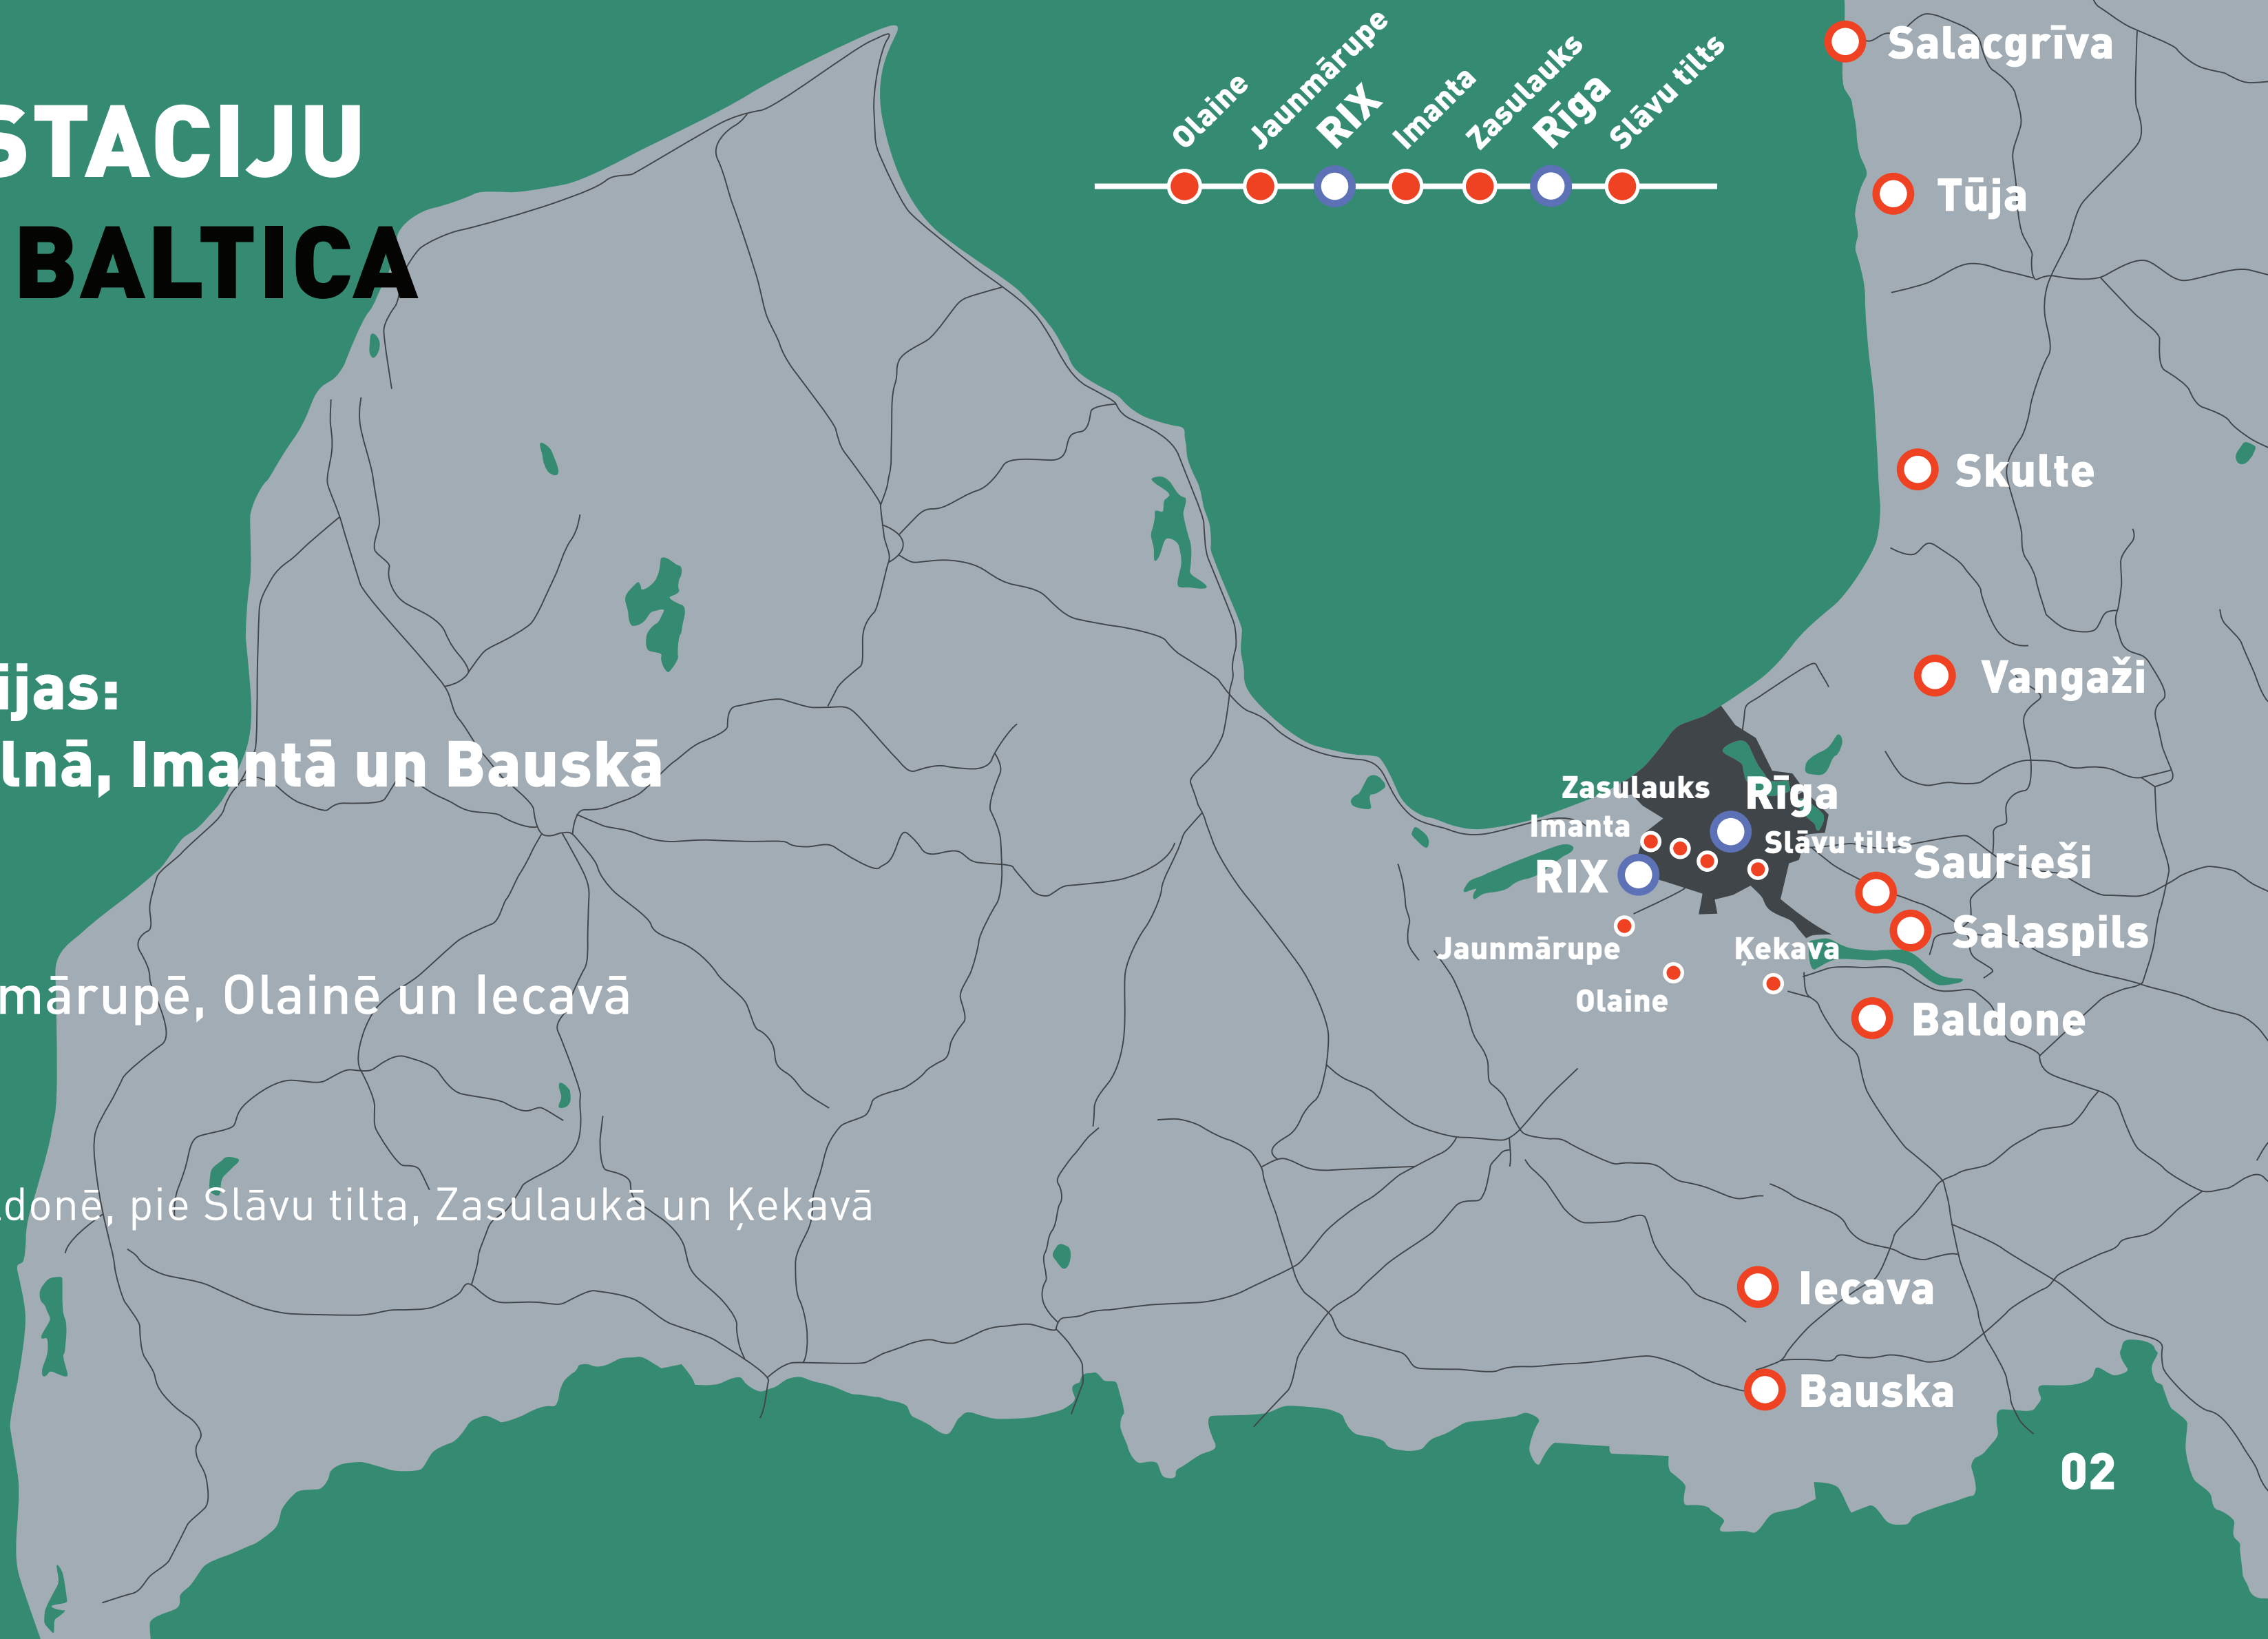 STACIJU
BALTICA
Olaine
Jaunmārupe
RIX
Imanta
Zasulauks
Rīga
Slāvu tilts
Salacgrīva
Tūja
Skulte
Vangaži
ijas:
lnā, Imantā un Bauskā
Zasulauks
Rīga
Imanta
Slāvu tilts
RIX
Saurieši
Salaspils
Jaunmārupe
Ķekava
Olaine
Baldone
mārupē, Olainē un Iecavā
donē, pie Slāvu tilta, Zasulaukā un Ķekavā
Iecava
Bauska
02